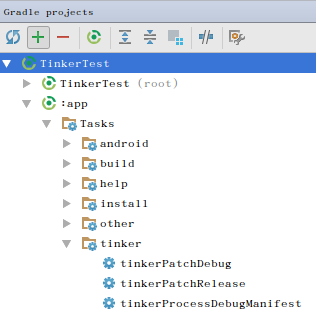 Gradle projects
TinkerTest
TinkerTest (root)
:app
Tasks
android
build
help
install
other
tinker
tinkerPatchDebug
tinkerPatchRelease
tinkerProcessDebugManifest